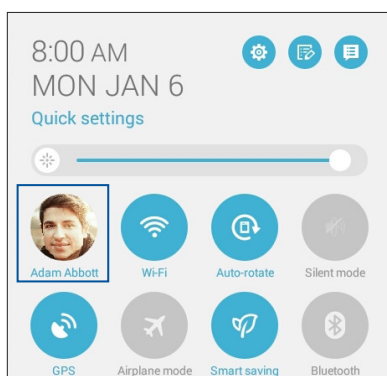 8:00 AM
MON JAN 6
Quick settings
Adam Abbott Wi-Fi Auto-rotate Silent mode
GPS Airplane mode Smart saving Bluetooth